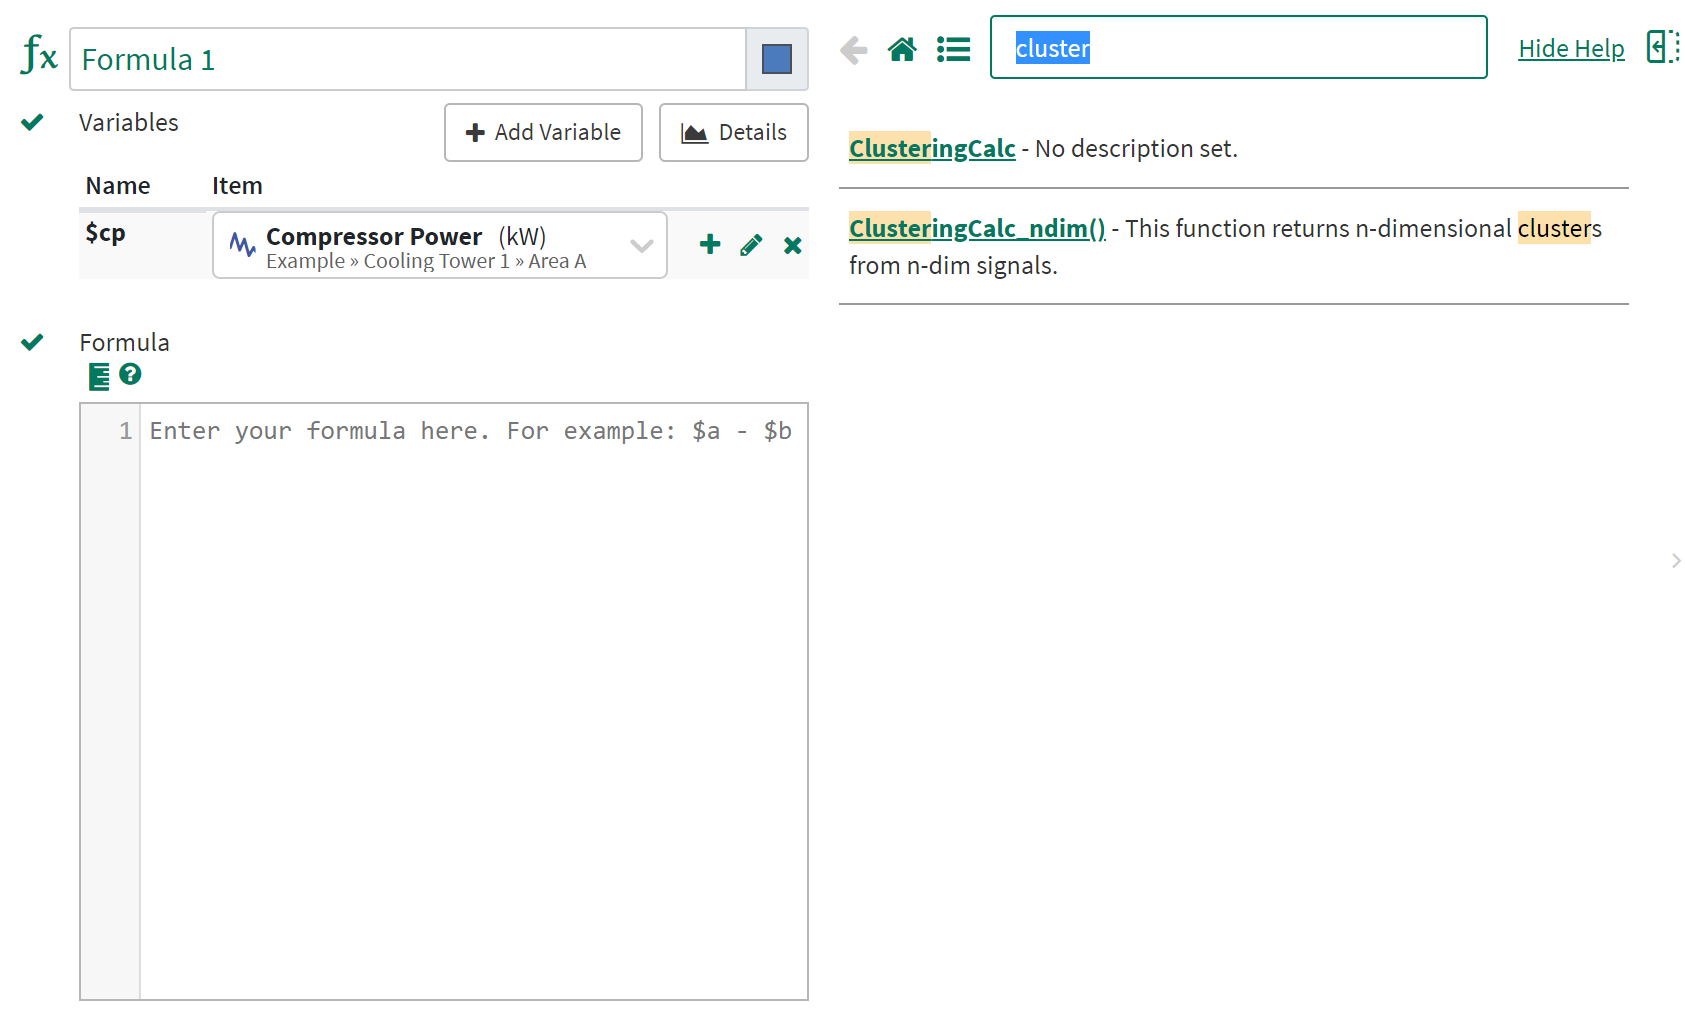 fx Formula 1
Variables
Add Variable
Details
Name Item
$cp
Compressor Power (kW)
Example » Cooling Tower 1 » Area A
Formula
1 Enter your formula here. For example: $a - $b
cluster
Hide Help
ClusteringCalc - No description set.
ClusteringCalc_ndim() - This function returns n-dimensional clusters
from n-dim signals.